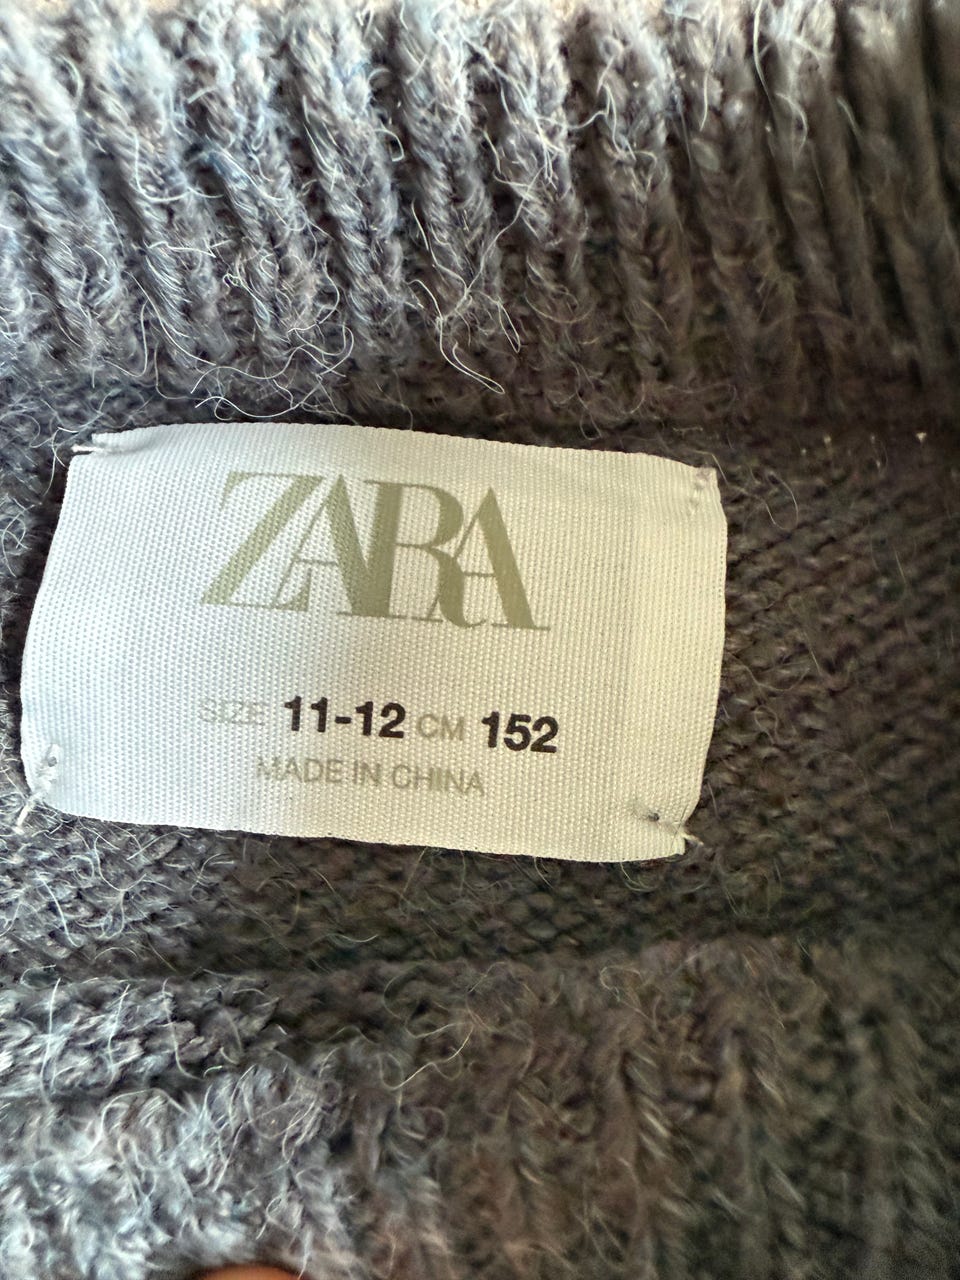 ZARA
SIZE 11-12 CM 152
MADE IN CHINA